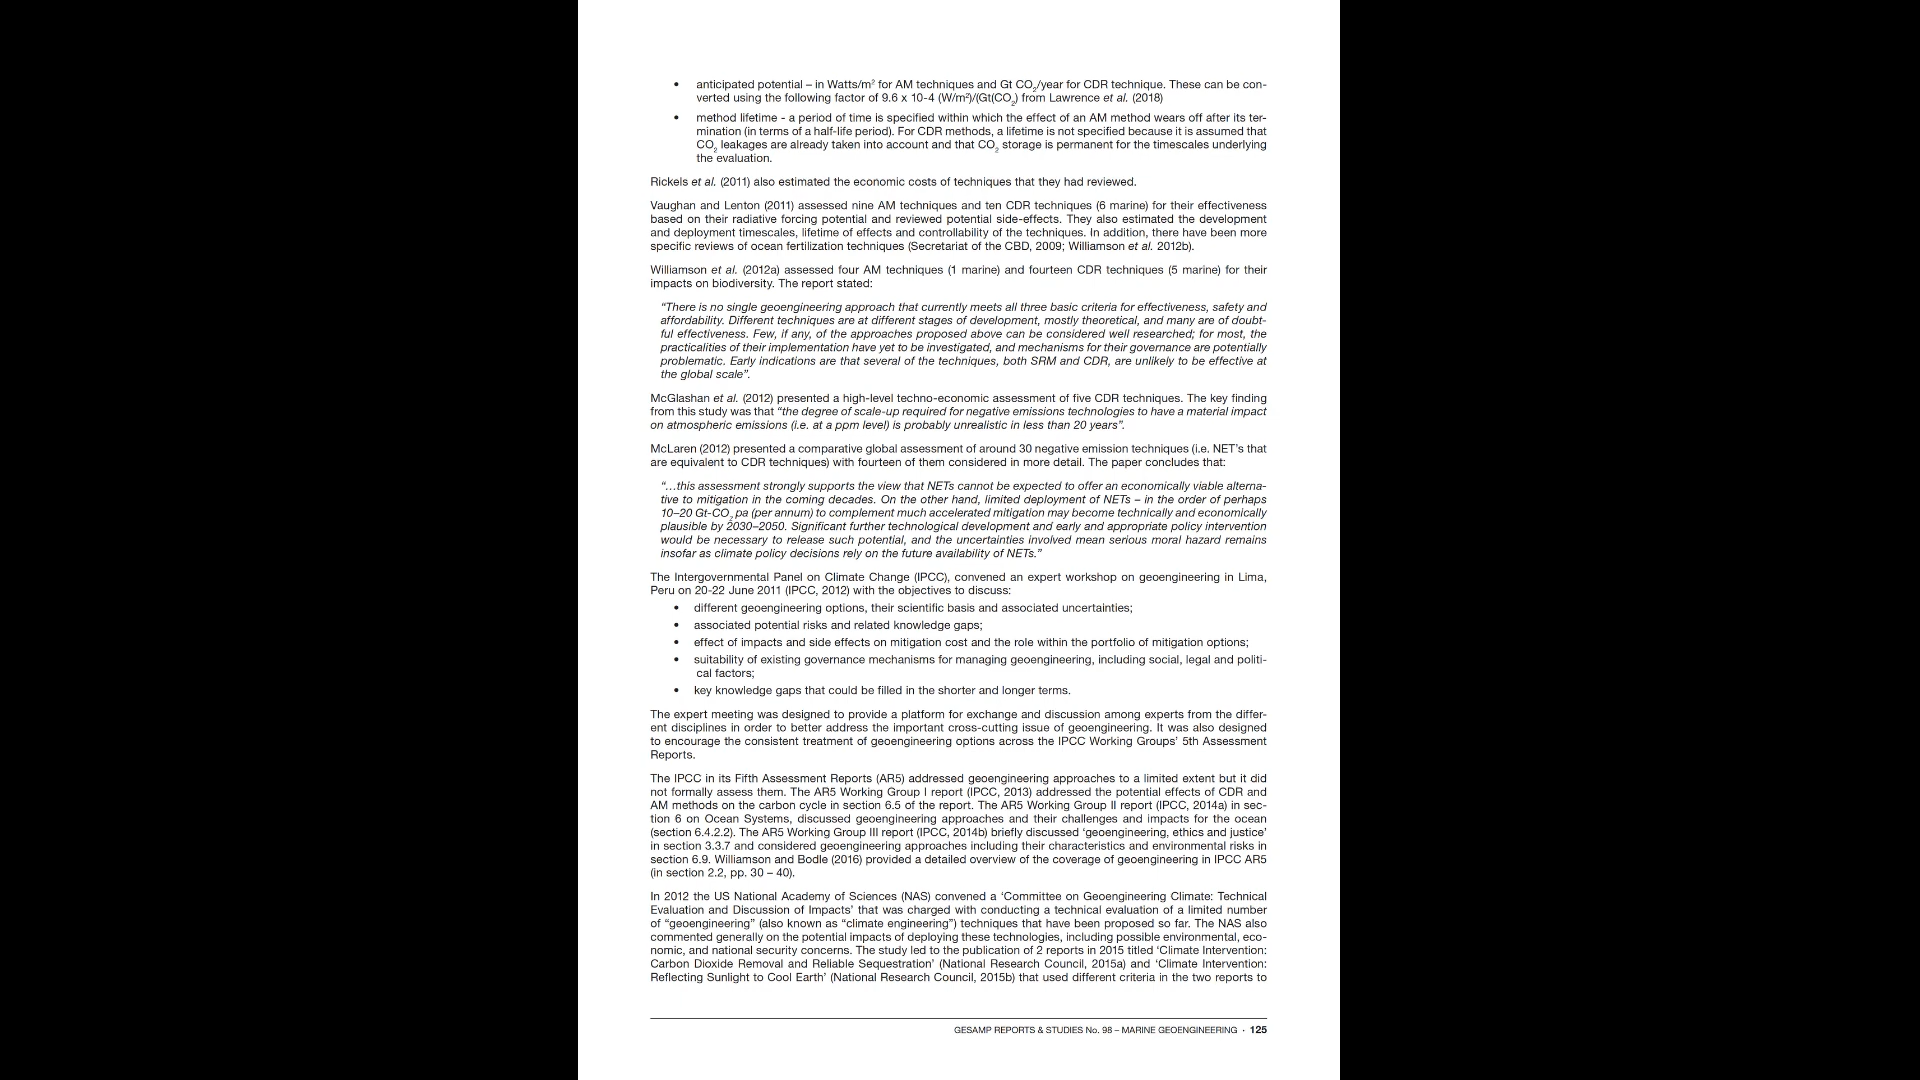 • anticipated potential – in Watts/m² for AM techniques and Gt CO₂/year for CDR technique. These can be con-
verted using the following factor of 9.6 x 10-4 (W/m²)/(Gt(CO₂) from Lawrence et al. (2018)
• method lifetime - a period of time is specified within which the effect of an AM method wears off after its ter-
mination (in terms of a half-life period). For CDR methods, a lifetime is not specified because it is assumed that
CO₂ leakages are already taken into account and that CO₂ storage is permanent for the timescales underlying
the evaluation.
Rickels et al. (2011) also estimated the economic costs of techniques that they had reviewed.
Vaughan and Lenton (2011) assessed nine AM techniques and ten CDR techniques (6 marine) for their effectiveness
based on their radiative forcing potential and reviewed potential side-effects. They also estimated the development
and deployment timescales, lifetime of effects and controllability of the techniques. In addition, there have been more
specific reviews of ocean fertilization techniques (Secretariat of the CBD, 2009; Williamson et al. 2012b).
Williamson et al. (2012a) assessed four AM techniques (1 marine) and fourteen CDR techniques (5 marine) for their
impacts on biodiversity. The report stated:
“There is no single geoengineering approach that currently meets all three basic criteria for effectiveness, safety and
affordability. Different techniques are at different stages of development, mostly theoretical, and many are of doubt-
ful effectiveness. Few, if any, of the approaches proposed above can be considered well researched; for most, the
practicalities of their implementation have yet to be investigated, and mechanisms for their governance are potentially
problematic. Early indications are that several of the techniques, both SRM and CDR, are unlikely to be effective at
the global scale”.
McGlashan et al. (2012) presented a high-level techno-economic assessment of five CDR techniques. The key finding
from this study was that “the degree of scale-up required for negative emissions technologies to have a material impact
on atmospheric emissions (i.e. at a ppm level) is probably unrealistic in less than 20 years”.
McLaren (2012) presented a comparative global assessment of around 30 negative emission techniques (i.e. NET’s that
are equivalent to CDR techniques) with fourteen of them considered in more detail. The paper concludes that:
“…this assessment strongly supports the view that NETs cannot be expected to offer an economically viable alterna-
tive to mitigation in the coming decades. On the other hand, limited deployment of NETs – in the order of perhaps
10–20 Gt-CO₂ pa (per annum) to complement much accelerated mitigation may become technically and economically
plausible by 2030–2050. Significant further technological development and early and appropriate policy intervention
would be necessary to release such potential, and the uncertainties involved mean serious moral hazard remains
insofar as climate policy decisions rely on the future availability of NETs.”
The Intergovernmental Panel on Climate Change (IPCC), convened an expert workshop on geoengineering in Lima,
Peru on 20-22 June 2011 (IPCC, 2012) with the objectives to discuss:
• different geoengineering options, their scientific basis and associated uncertainties;
• associated potential risks and related knowledge gaps;
• effect of impacts and side effects on mitigation cost and the role within the portfolio of mitigation options;
• suitability of existing governance mechanisms for managing geoengineering, including social, legal and politi-
cal factors;
• key knowledge gaps that could be filled in the shorter and longer terms.
The expert meeting was designed to provide a platform for exchange and discussion among experts from the differ-
ent disciplines in order to better address the important cross-cutting issue of geoengineering. It was also designed
to encourage the consistent treatment of geoengineering options across the IPCC Working Groups’ 5th Assessment
Reports.
The IPCC in its Fifth Assessment Reports (AR5) addressed geoengineering approaches to a limited extent but it did
not formally assess them. The AR5 Working Group I report (IPCC, 2013) addressed the potential effects of CDR and
AM methods on the carbon cycle in section 6.5 of the report. The AR5 Working Group II report (IPCC, 2014a) in sec-
tion 6 on Ocean Systems, discussed geoengineering approaches and their challenges and impacts for the ocean
(section 6.4.2.2). The AR5 Working Group III report (IPCC, 2014b) briefly discussed ‘geoengineering, ethics and justice’
in section 3.3.7 and considered geoengineering approaches including their characteristics and environmental risks in
section 6.9. Williamson and Bodle (2016) provided a detailed overview of the coverage of geoengineering in IPCC AR5
(in section 2.2, pp. 30 – 40).
In 2012 the US National Academy of Sciences (NAS) convened a ‘Committee on Geoengineering Climate: Technical
Evaluation and Discussion of Impacts’ that was charged with conducting a technical evaluation of a limited number
of “geoengineering” (also known as “climate engineering”) techniques that have been proposed so far. The NAS also
commented generally on the potential impacts of deploying these technologies, including possible environmental, eco-
nomic, and national security concerns. The study led to the publication of 2 reports in 2015 titled ‘Climate Intervention:
Carbon Dioxide Removal and Reliable Sequestration’ (National Research Council, 2015a) and ‘Climate Intervention:
Reflecting Sunlight to Cool Earth’ (National Research Council, 2015b) that used different criteria in the two reports to
GESAMP REPORTS & STUDIES No. 98 – MARINE GEOENGINEERING · 125